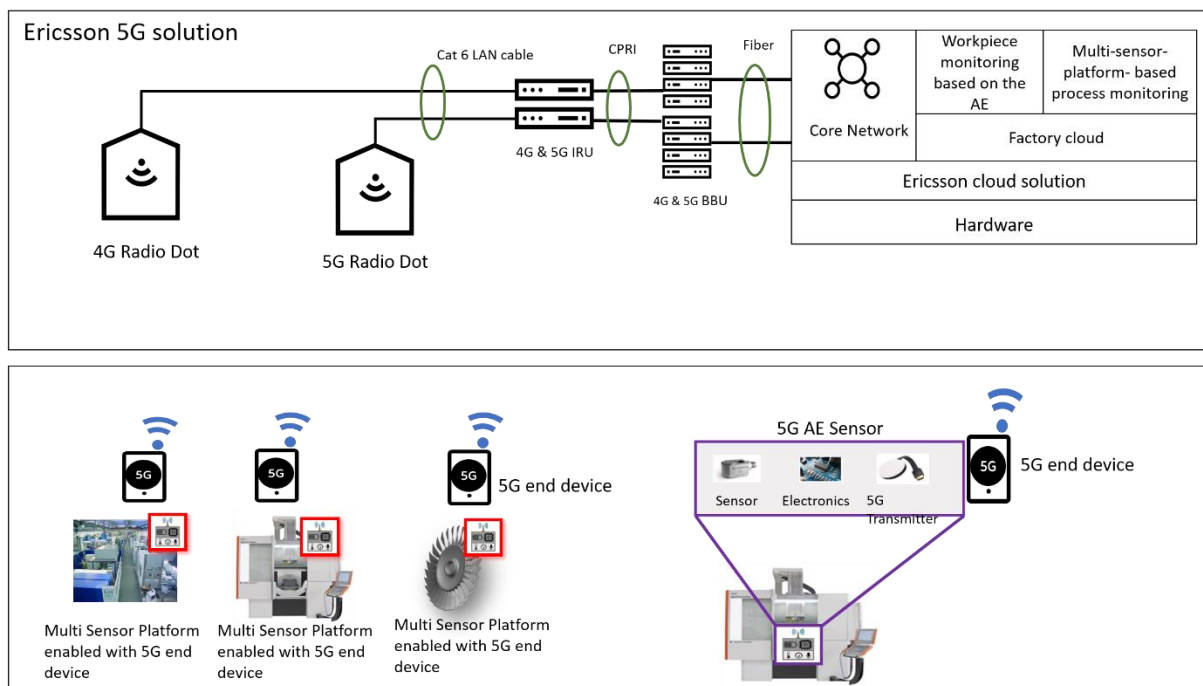 Ericsson 5G solution
Cat 6 LAN cable
CPRI
Fiber
4G & 5G IRU
4G & 5G BBU
4G Radio Dot
5G Radio Dot
Core Network
Workpiece
monitoring
based on the
AE
Multi-sensor-
platform- based
process monitoring
Factory cloud
Ericsson cloud solution
Hardware
5G
5G
5G
5G end device
Multi Sensor Platform
enabled with 5G end
device
Multi Sensor Platform
enabled with 5G end
device
Multi Sensor Platform
enabled with 5G end
device
5G AE Sensor
Sensor
Electronics
5G
Transmitter
5G
5G end device